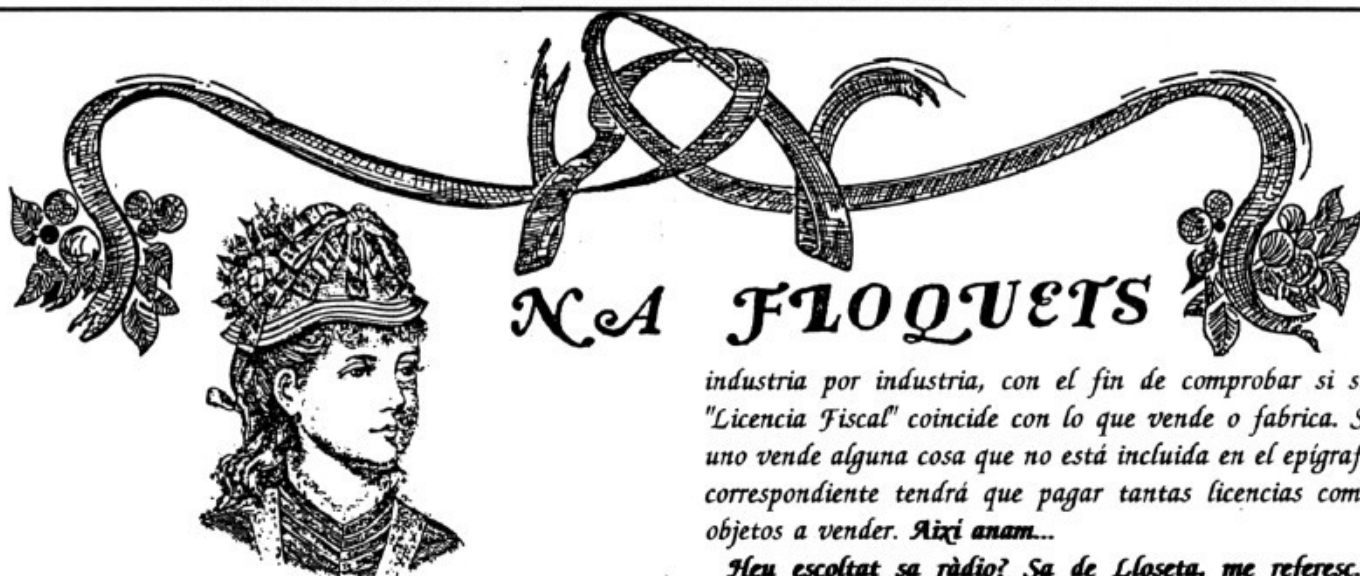 NA FLOQUETS
industria por industria, con el fin de comprobar si s
"Licencia Fiscal" coincide con lo que vende o fabrica. S
uno vende alguna cosa que no está incluida en el epígraf
correspondiente tendrá que pagar tantas licencias com
objetos a vender. Així anam...
Heu escoltat sa ràdio? Sa de Lloseta, me referesc.